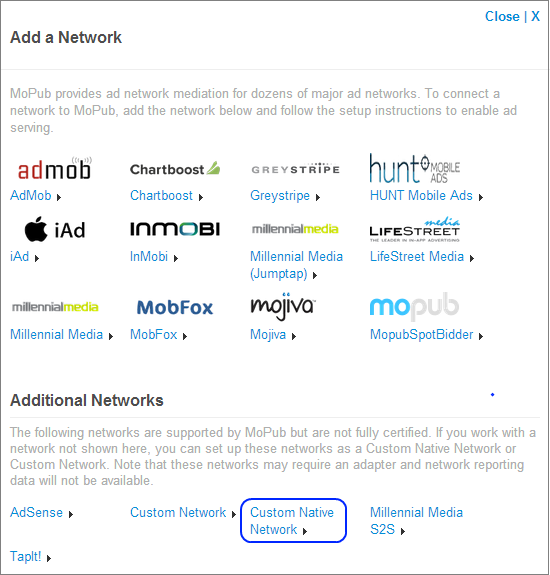 Close | X
Add a Network
MoPub provides ad network mediation for dozens of major ad networks. To connect a
network to MoPub, add the network below and follow the setup instructions to enable ad
serving.
admob Chartboost GREYSTRIPE hunt MOBILE ADS
AdMob Chartboost Greystripe HUNT Mobile Ads
iAd INMOBI millennialmedia LIFESTREET media
THE LEADER IN IN-APP ADVERTISING
iAd InMobi Millennial Media LifeStreet Media
(Jumptap)
millennialmedia MobFox mojiva mopub
Millennial Media MobFox Mojiva MopubSpotBidder
Additional Networks
The following networks are supported by MoPub but are not fully certified. If you work with a
network not shown here, you can set up these networks as a Custom Native Network or
Custom Network. Note that these networks may require an adapter and network reporting
data will not be available.
AdSense Custom Network Custom Native Millennial Media
Network S2S
TapIt!